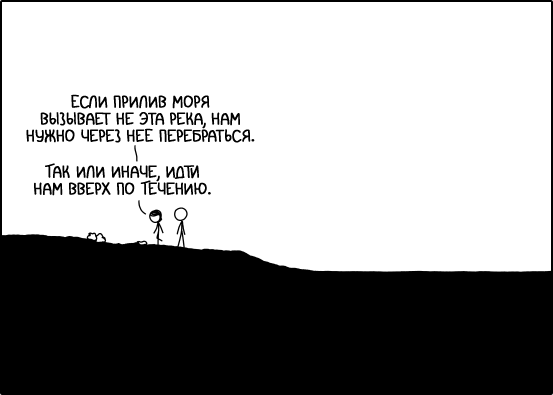 ЕСЛИ ПРИЛИВ МОРЯ
ВЫЗЫВАЕТ НЕ ЭТА РЕКА, НАМ
НУЖНО ЧЕРЕЗ НЕЕ ПЕРЕБРАТЬСЯ.
ТАК ИЛИ ИНАЧЕ, ИДТИ
НАМ ВВЕРХ ПО ТЕЧЕНИЮ.